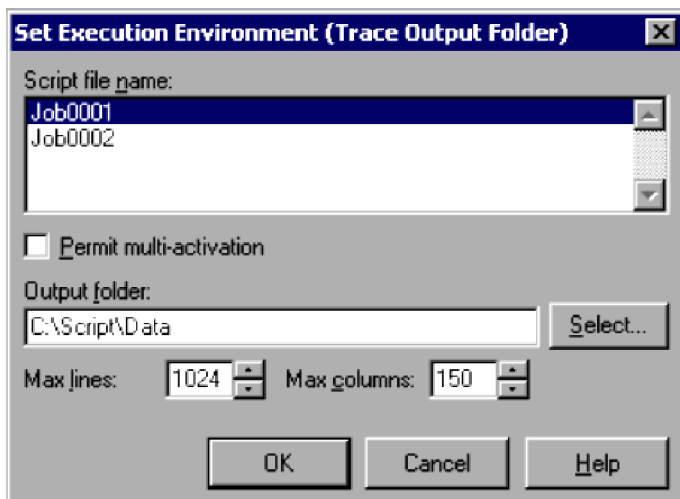 Set Execution Environment (Trace Output Folder)
Script file name:
Job0001
Job0002
Permit multi-activation
Output folder:
C:\Script\Data
Select...
Max lines: 1024 Max columns: 150
OK Cancel Help